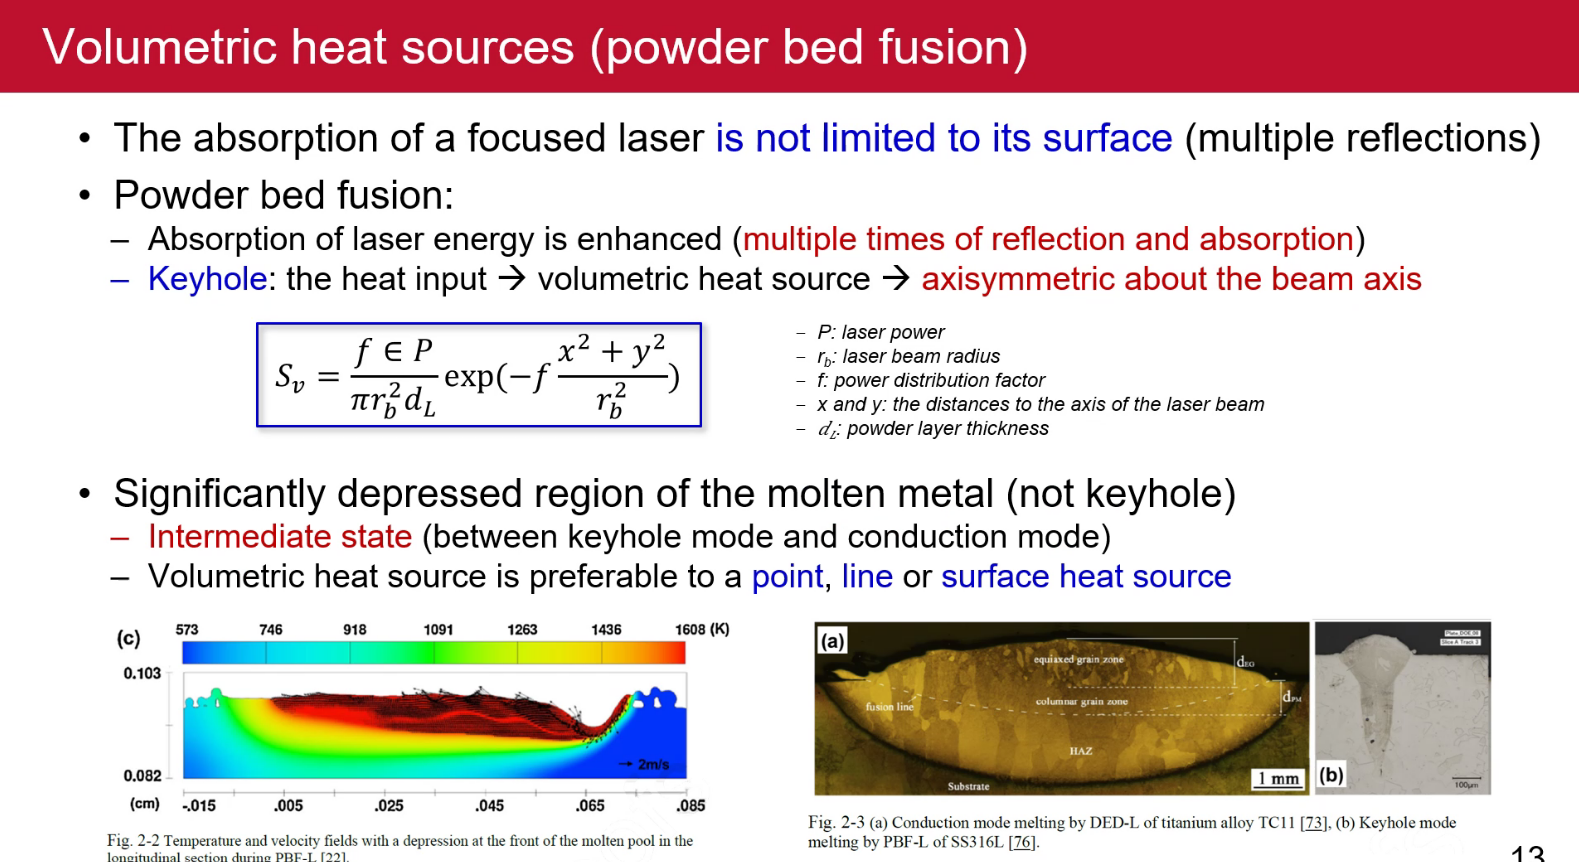 Volumetric heat sources (powder bed fusion)
• The absorption of a focused laser is not limited to its surface (multiple reflections)
• Powder bed fusion:
– Absorption of laser energy is enhanced (multiple times of reflection and absorption)
– Keyhole: the heat input → volumetric heat source → axisymmetric about the beam axis
S_v = \frac{f ∈ P}{πr_b^2 d_L} exp(−f \frac{x^2 + y^2}{r_b^2})
– P: laser power
– r_b: laser beam radius
– f: power distribution factor
– x and y: the distances to the axis of the laser beam
– d_L: powder layer thickness
• Significantly depressed region of the molten metal (not keyhole)
– Intermediate state (between keyhole mode and conduction mode)
– Volumetric heat source is preferable to a point, line or surface heat source
(c) 573 746 918 1091 1263 1436 1608 (K)
0.103
2m/s
0.082
(cm) -.015 .005 .025 .045 .065 .085
Fig. 2-2 Temperature and velocity fields with a depression at the front of the molten pool in the
longitudinal section during PBF-L [22].
(a)
equiaxed grain zone
d_EG
columnar grain zone
d_PM
fusion line
HAZ
Substrate
1 mm
(b)
100μm
Fig. 2-3 (a) Conduction mode melting by DED-L of titanium alloy TC11 [73], (b) Keyhole mode
melting by PBF-L of SS316L [76].
13